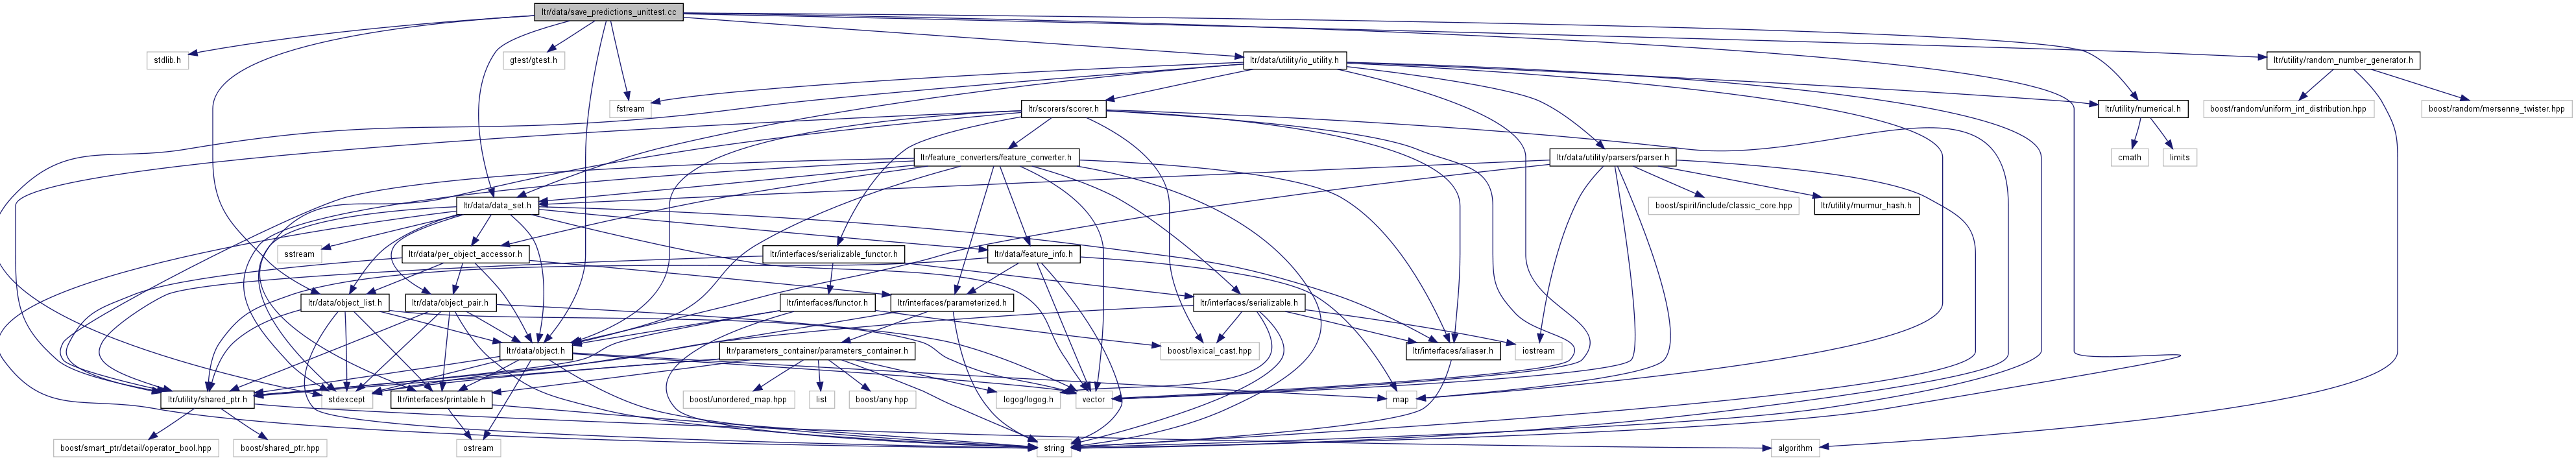 ltr/data/save_predictions_unittest.cc
stdlib.h
gtest/gtest.h
ltr/data/utility/io_utility.h
ltr/utility/random_number_generator.h
fstream
ltr/scorers/scorer.h
ltr/utility/numerical.h
boost/random/uniform_int_distribution.hpp
boost/random/mersenne_twister.hpp
ltr/feature_converters/feature_converter.h
ltr/data/utility/parsers/parser.h
cmath
limits
ltr/data/data_set.h
boost/spirit/include/classic_core.hpp
ltr/utility/murmur_hash.h
sstream
ltr/data/per_object_accessor.h
ltr/interfaces/serializable_functor.h
ltr/data/feature_info.h
ltr/data/object_list.h
ltr/data/object_pair.h
ltr/interfaces/functor.h
ltr/interfaces/parameterized.h
ltr/interfaces/serializable.h
ltr/data/object.h
ltr/parameters_container/parameters_container.h
boost/lexical_cast.hpp
ltr/interfaces/aliaser.h
iostream
ltr/utility/shared_ptr.h
stdexcept
ltr/interfaces/printable.h
boost/unordered_map.hpp
list
boost/any.hpp
logog/logog.h
vector
map
boost/smart_ptr/detail/operator_bool.hpp
boost/shared_ptr.hpp
ostream
string
algorithm